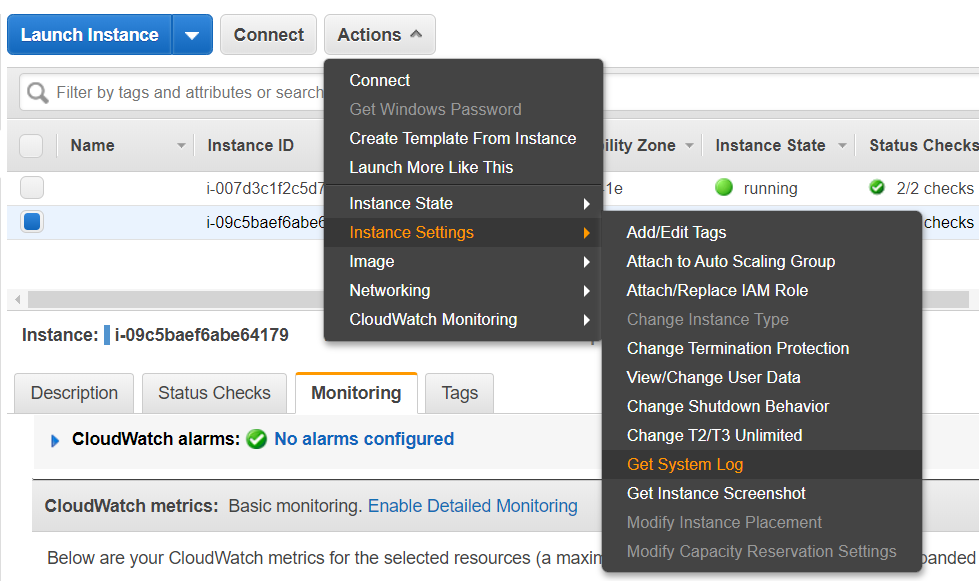 Launch Instance Connect Actions
Connect
Filter by tags and attributes or search
Get Windows Password
Create Template From Instance
Launch More Like This
Name Instance ID ility Zone Instance State Status Checks
i-007d3c1f2c5d7 -1e running 2/2 checks
i-09c5baef6abe6 checks
Instance State
Instance Settings
Image
Networking
CloudWatch Monitoring
Add/Edit Tags
Attach to Auto Scaling Group
Attach/Replace IAM Role
Change Instance Type
Change Termination Protection
View/Change User Data
Change Shutdown Behavior
Change T2/T3 Unlimited
Get System Log
Get Instance Screenshot
Modify Instance Placement
Modify Capacity Reservation Settings
Instance: i-09c5baef6abe64179
Description Status Checks Monitoring Tags
CloudWatch alarms: No alarms configured
CloudWatch metrics: Basic monitoring. Enable Detailed Monitoring
Below are your CloudWatch metrics for the selected resources (a maxim panded